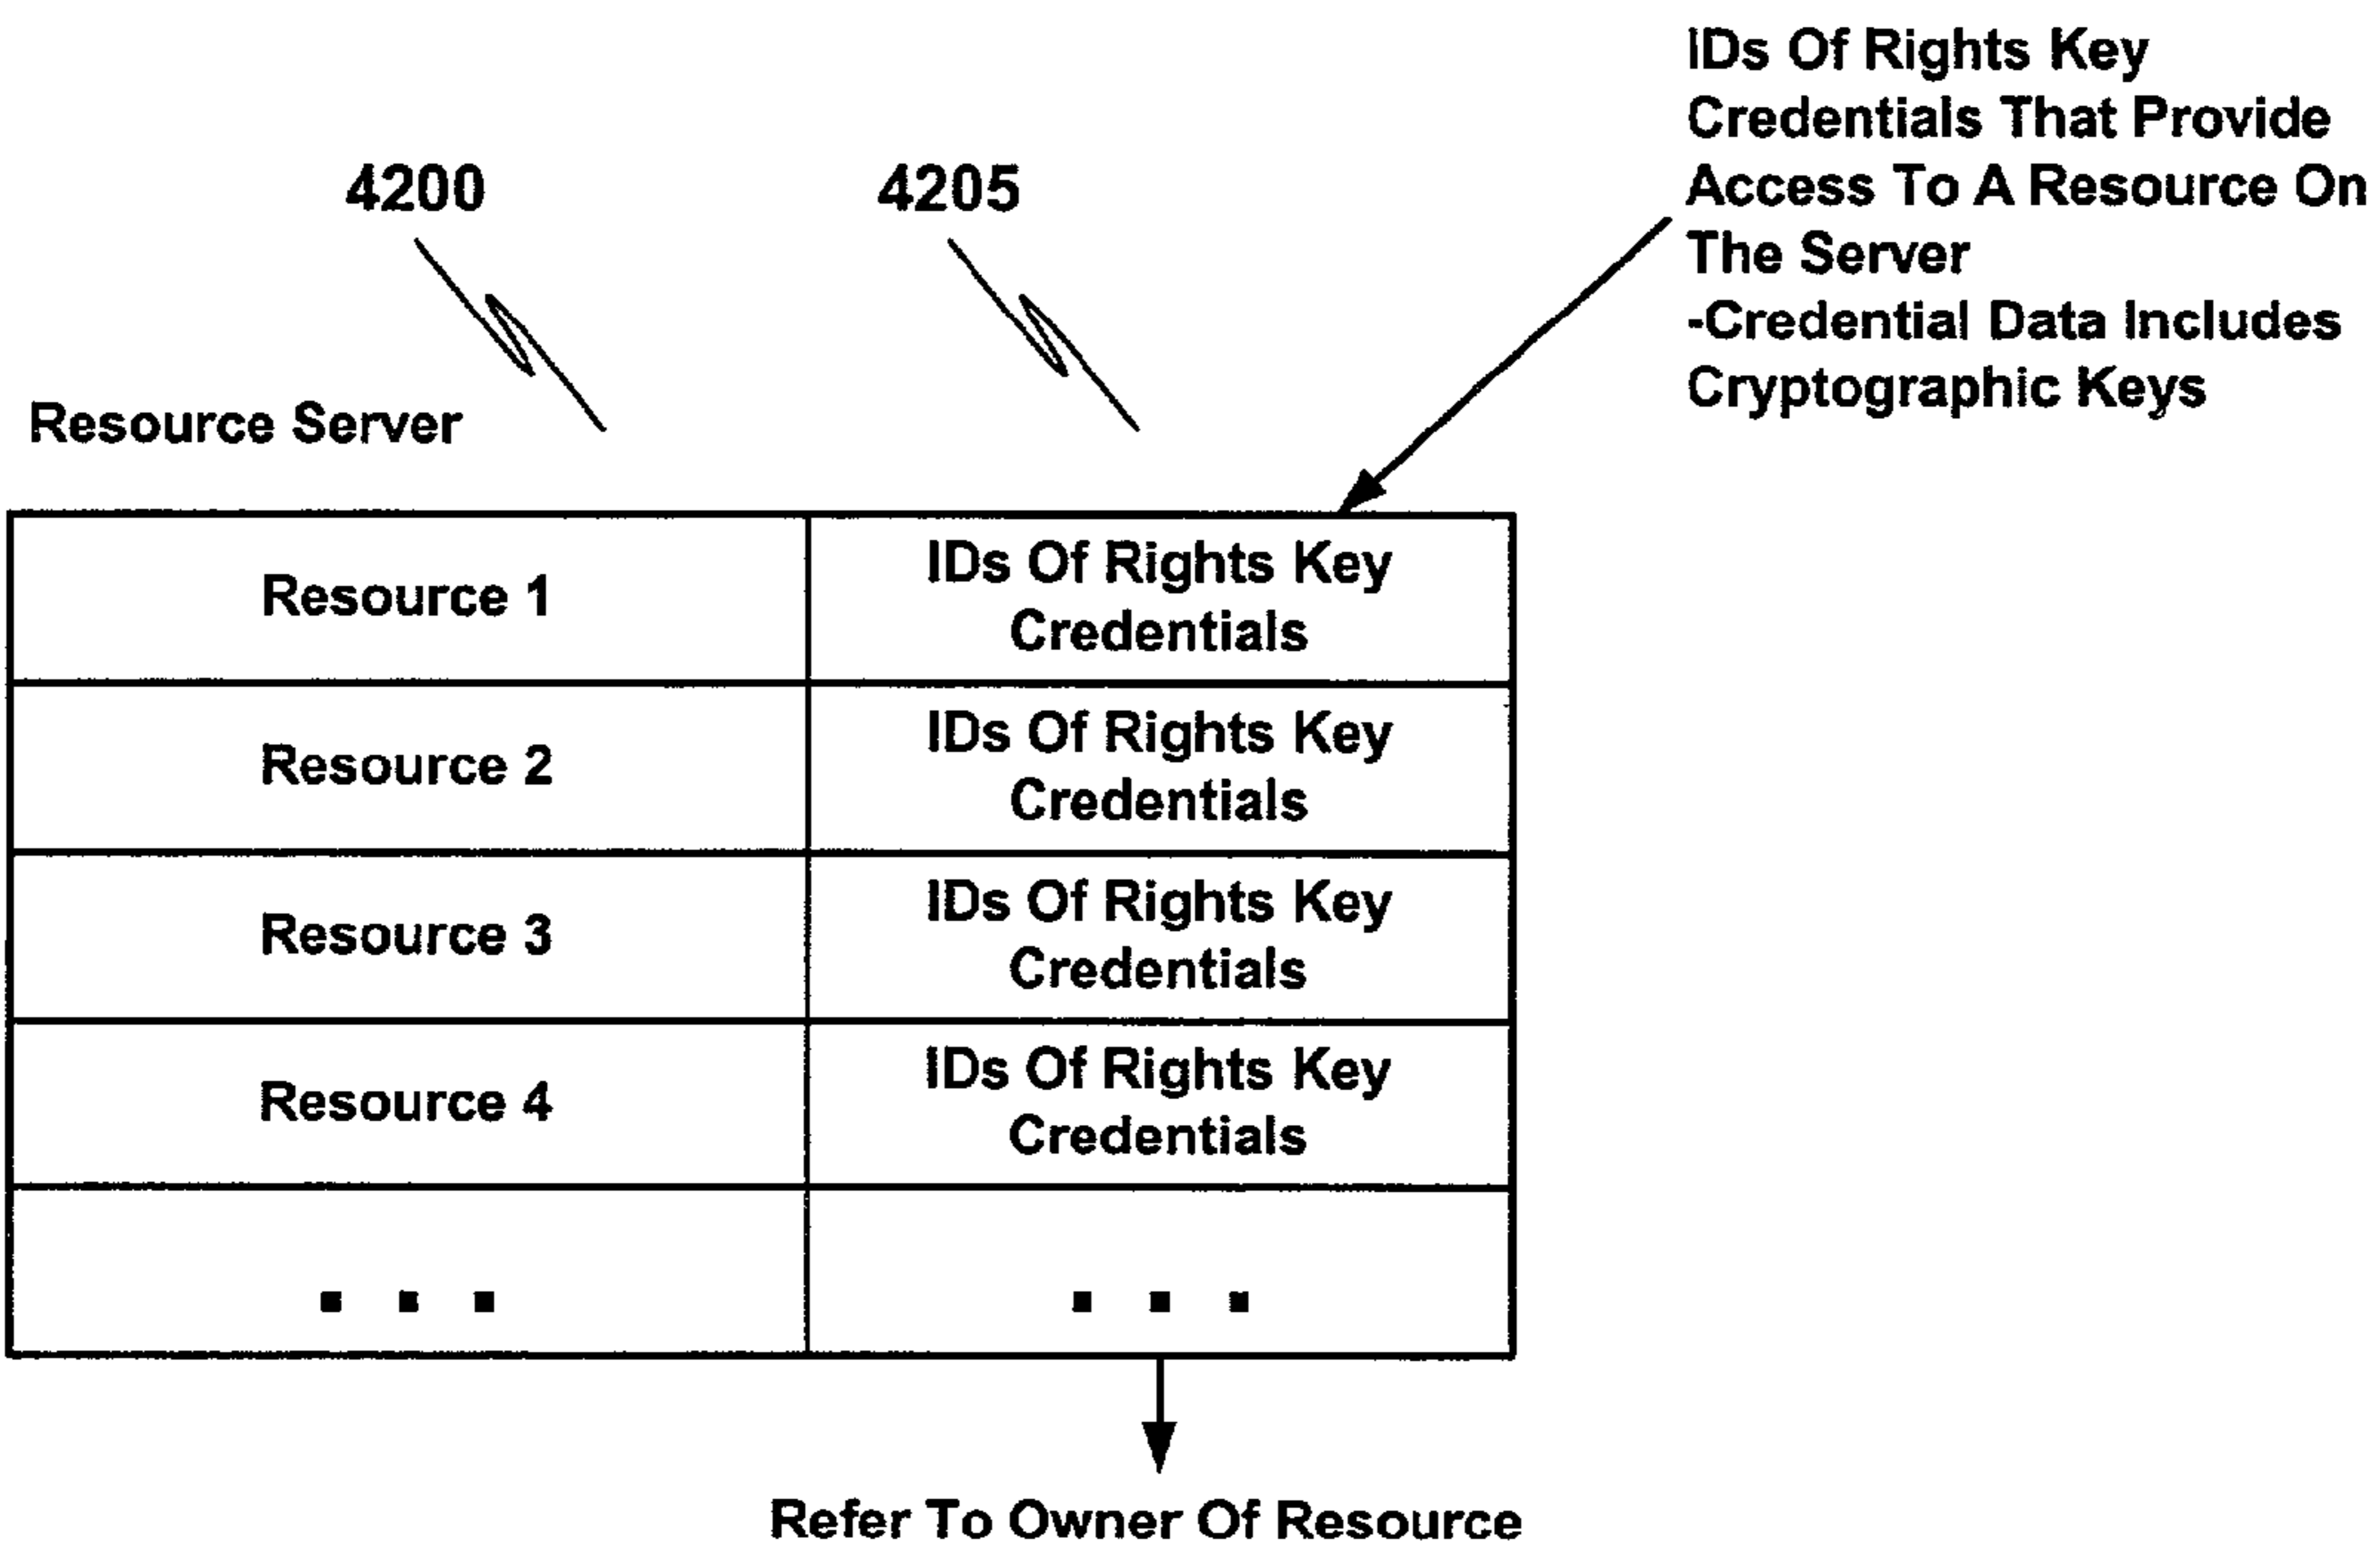 IDs Of Rights Key
Credentials That Provide
Access To A Resource On
The Server
-Credential Data Includes
Cryptographic Keys
4200
4205
Resource Server
Resource 1
IDs Of Rights Key
Credentials
Resource 2
IDs Of Rights Key
Credentials
Resource 3
IDs Of Rights Key
Credentials
Resource 4
IDs Of Rights Key
Credentials
. . .
. . .
Refer To Owner Of Resource